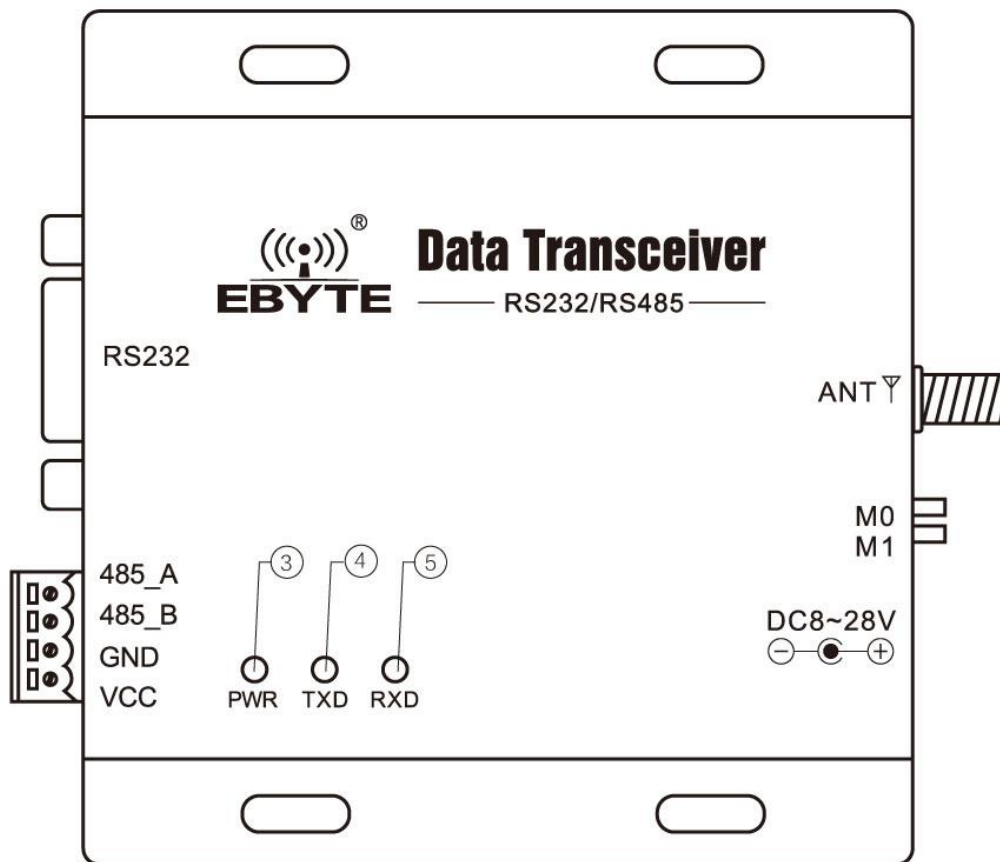 ®
EBYTE
Data Transceiver
RS232/RS485
RS232
ANT
M0
M1
485_A
485_B
GND
VCC
3 4 5
PWR TXD RXD
DC8~28V
- +